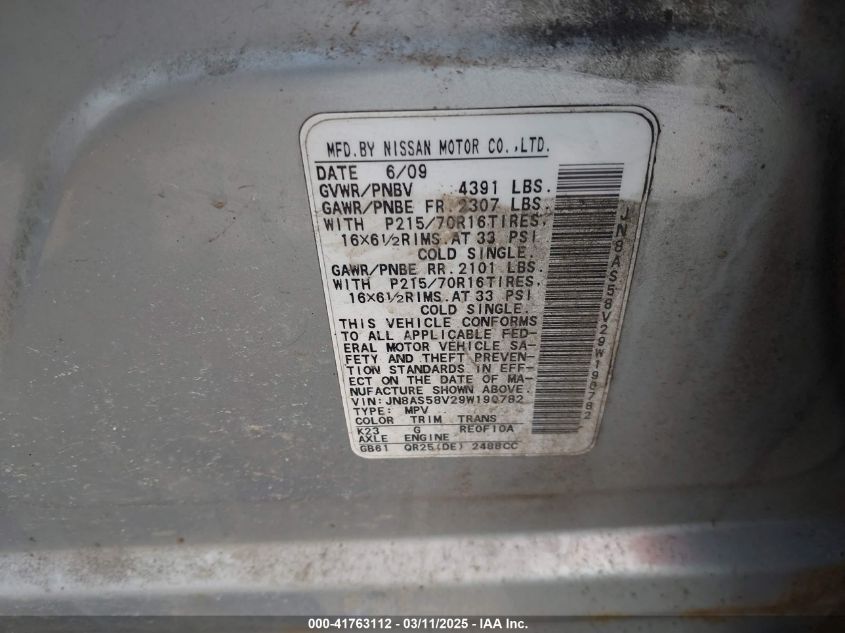 MFD.BY NISSAN MOTOR CO.,LTD.
DATE 6/09
GVWR/PNBV 4391 LBS.
GAWR/PNBE FR. 2307 LBS.
WITH P215/70R16TIRES,
16X6½RIMS.AT 33 PSI
COLD SINGLE.
GAWR/PNBE RR.2101 LBS.
WITH P215/70R16TIRES,
16X6½RIMS.AT 33 PSI
COLD SINGLE.
THIS VEHICLE CONFORMS
TO ALL APPLICABLE FED-
ERAL MOTOR VEHICLE SA-
FETY AND THEFT PREVEN-
TION STANDARDS IN EFF-
ECT ON THE DATE OF MA-
NUFACTURE SHOWN ABOVE.
VIN:JN8AS58V29W190782
TYPE: MPV
COLOR TRIM TRANS
K23 G RE0F10A
AXLE ENGINE
GB61 QR25(DE) 2488CC
JN8AS58V29W190782
000-41763112 - 03/11/2025 - IAAI, Inc.